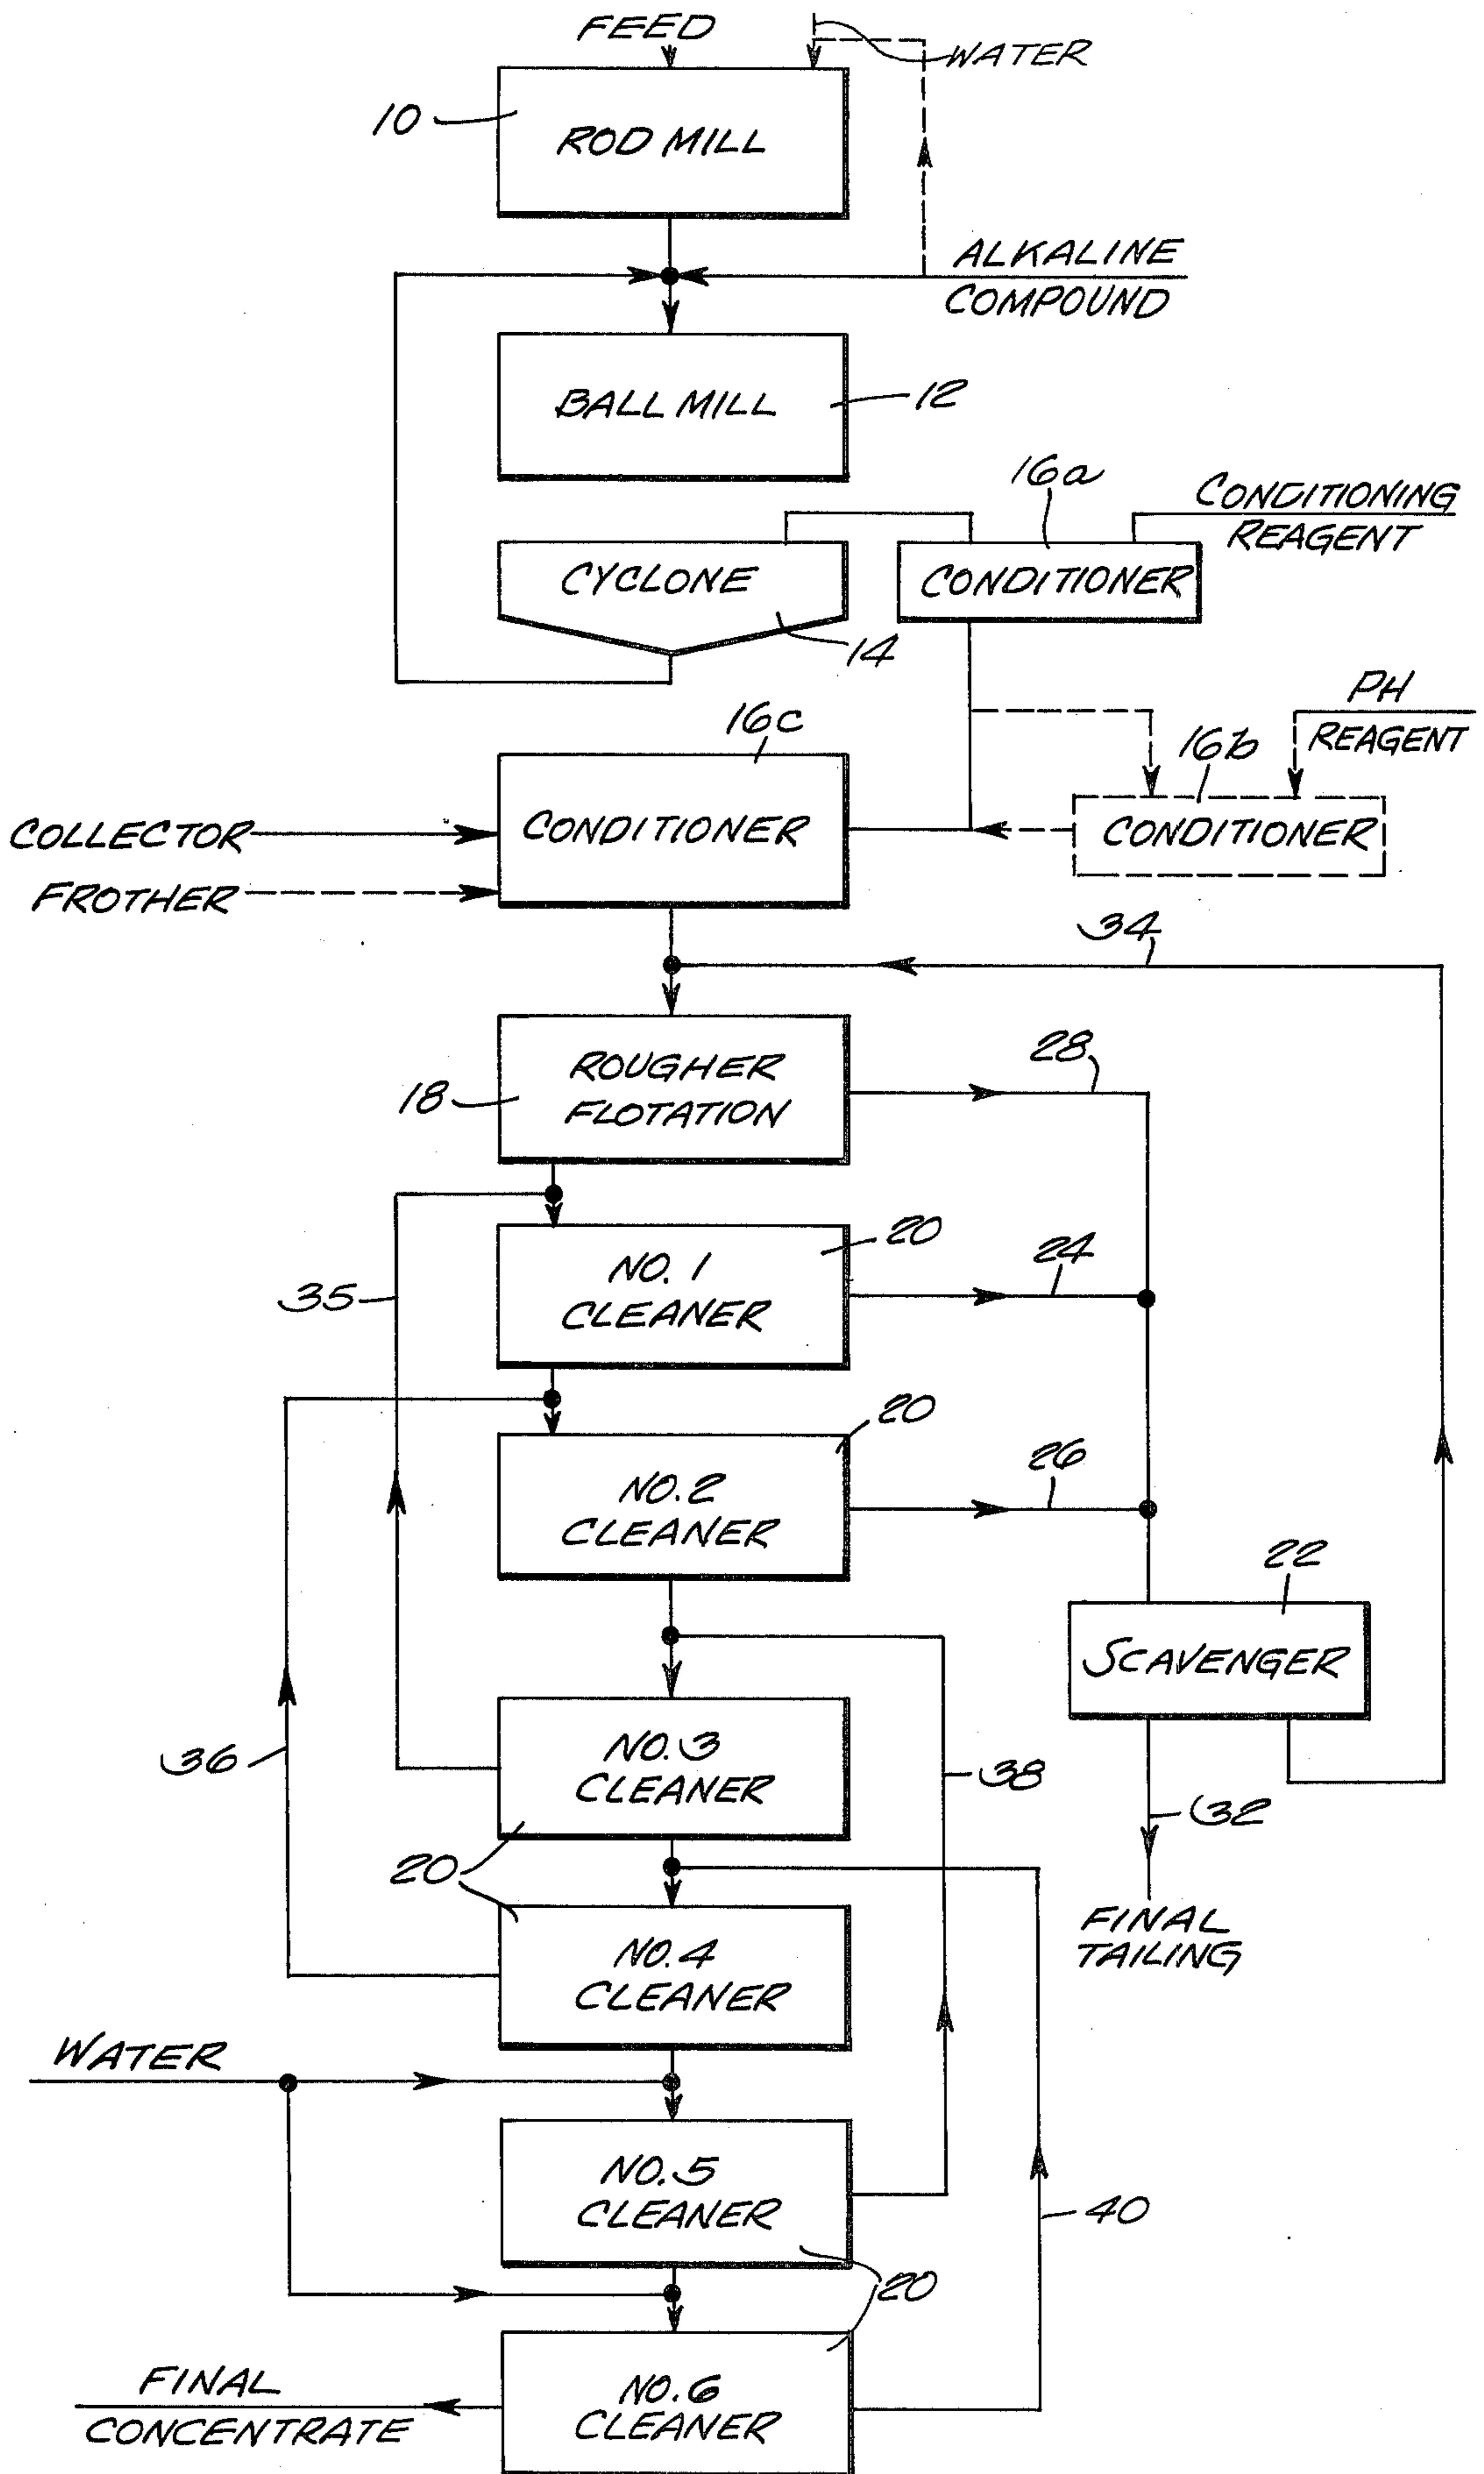 FEED
WATER
10
ROD MILL
ALKALINE
COMPOUND
BALL MILL
12
16a
CONDITIONING
REAGENT
CYCLONE
CONDITIONER
14
PH
REAGENT
16c
16b
CONDITIONER
CONDITIONER
COLLECTOR
FROTHER
34
ROUGHER
FLOTATION
18
28
20
NO. 1
CLEANER
24
35
20
NO. 2
CLEANER
26
22
SCAVENGER
NO. 3
CLEANER
36
38
32
20
FINAL
TAILING
NO. 4
CLEANER
WATER
NO. 5
CLEANER
40
20
FINAL
CONCENTRATE
NO. 6
CLEANER